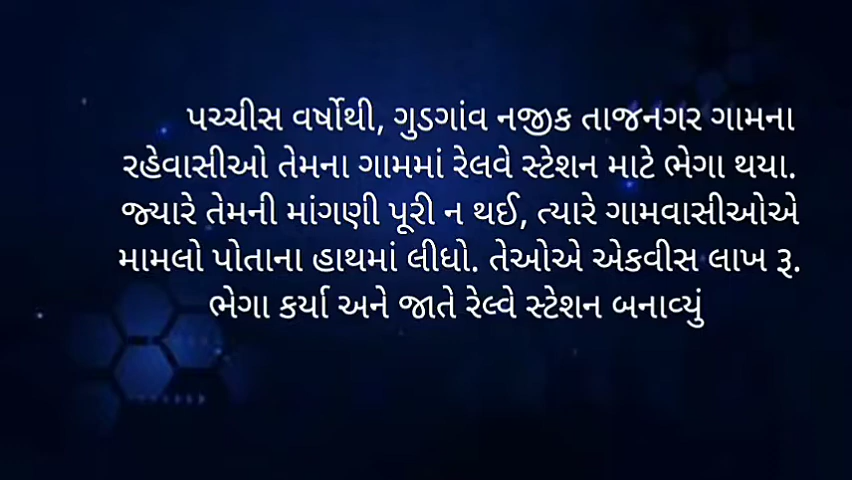 પચ્ચીસ વર્ષોથી, ગુડગાંવ નજીક તાજનગર ગામના
રહેવાસીઓ તેમના ગામમાં રેલવે સ્ટેશન માટે ભેગા થયા.
જ્યારે તેમની માંગણી પૂરી ન થઈ, ત્યારે ગામવાસીઓએ
મામલો પોતાના હાથમાં લીધો. તેઓએ એકવીસ લાખ રૂ.
ભેગા કર્યા અને જાતે રેલ્વે સ્ટેશન બનાવ્યું